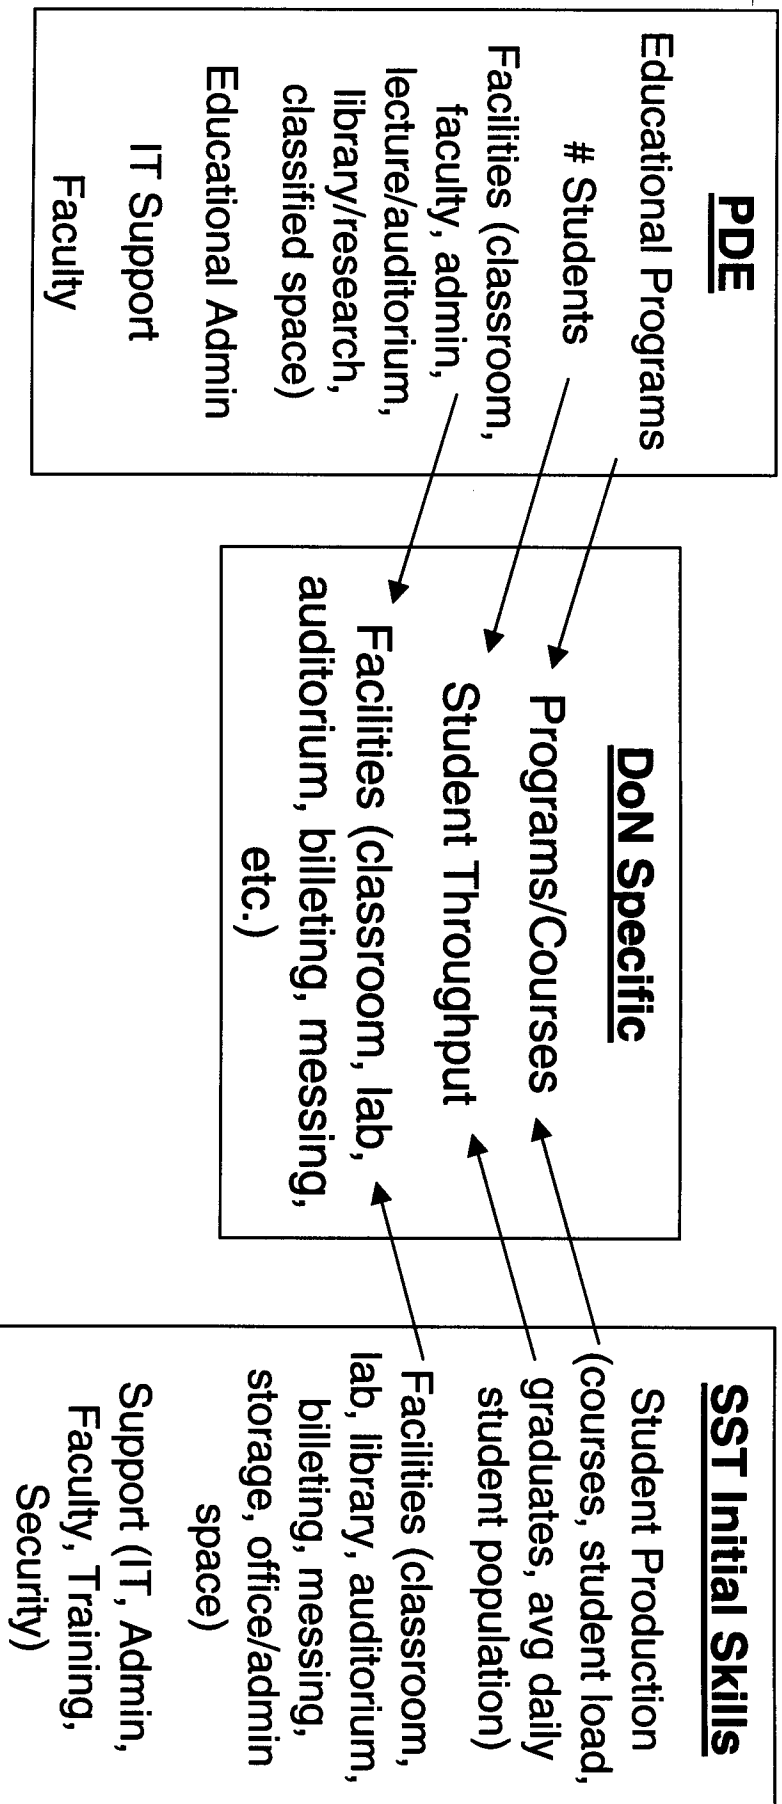 PDE
Educational Programs
# Students
Facilities (classroom,
faculty, admin,
lecture/auditorium,
library/research,
classified space)
Educational Admin
IT Support
Faculty
DoN Specific
Programs/Courses
Student Throughput
Facilities (classroom, lab,
auditorium, billeting, messing,
etc.)
SST Initial Skills
Student Production
(courses, student load,
graduates, avg daily
student population)
Facilities (classroom,
lab, library, auditorium,
billeting, messing,
storage, office/admin
space)
Support (IT, Admin,
Faculty, Training,
Security)